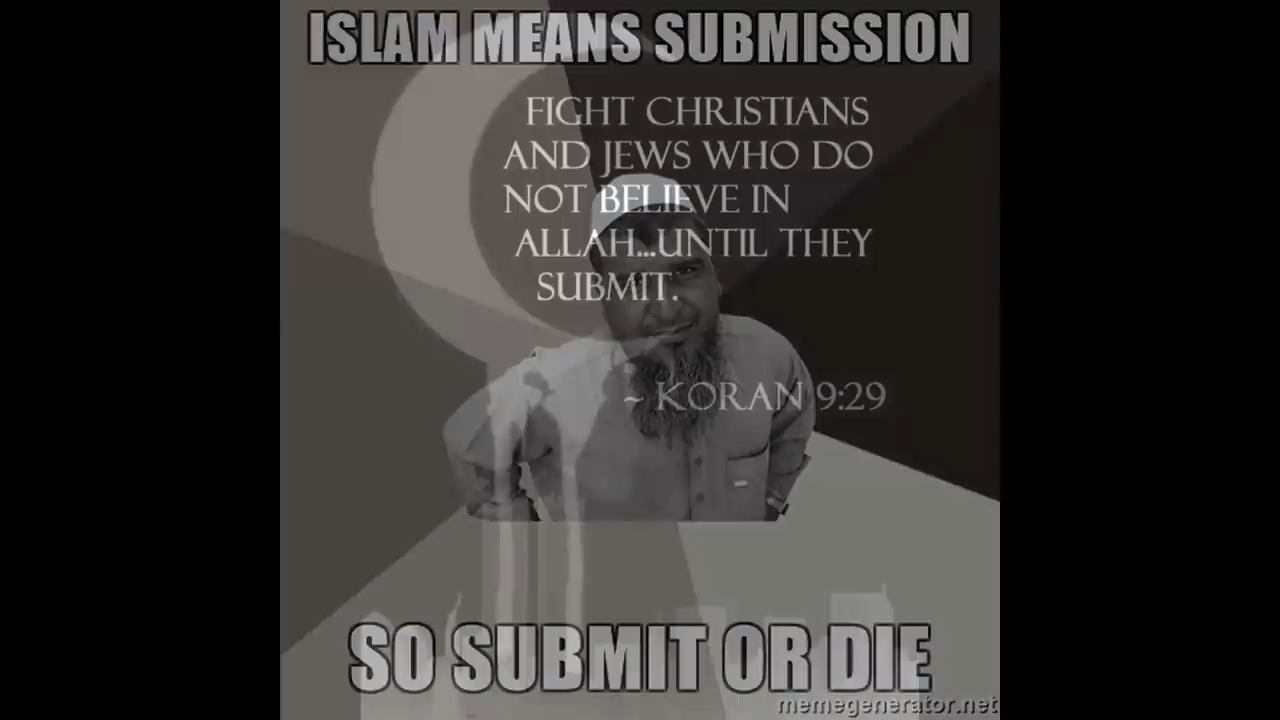 ISLAM MEANS SUBMISSION
FIGHT CHRISTIANS
AND JEWS WHO DO
NOT BELIEVE IN
ALLAH...UNTIL THEY
SUBMIT.
~ KORAN 9:29
SO SUBMIT OR DIE
memegenerator.net